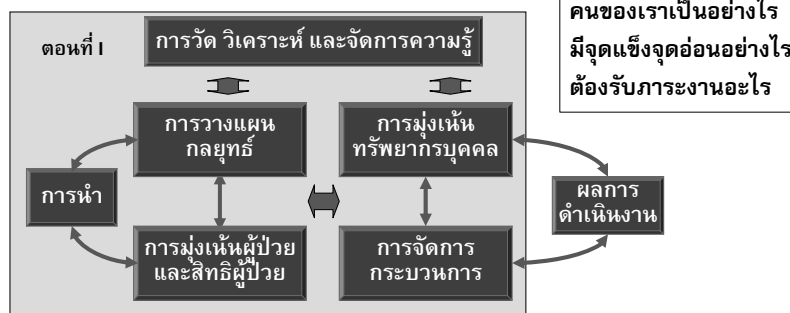 คนของเราเป็นอย่างไร
มีจุดแข็งจุดอ่อนอย่างไร
ต้องรับภาระงานอะไร
ตอนที่ I
การวัด วิเคราะห์ และจัดการความรู้
การวางแผน
กลยุทธ์
การมุ่งเน้น
ทรัพยากรบุคคล
การนำ
ผลการ
ดำเนินงาน
การมุ่งเน้นผู้ป่วย
และสิทธิผู้ป่วย
การจัดการ
กระบวนการ